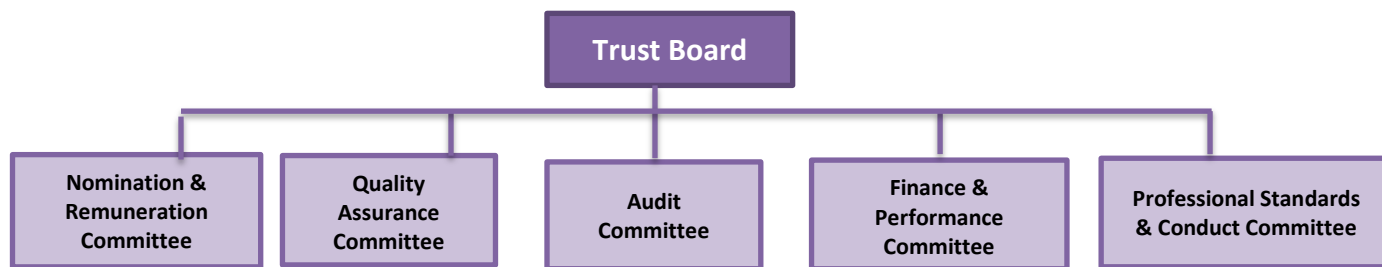 Trust Board
Nomination &
Remuneration
Committee
Quality
Assurance
Committee
Audit
Committee
Finance &
Performance
Committee
Professional Standards
& Conduct Committee